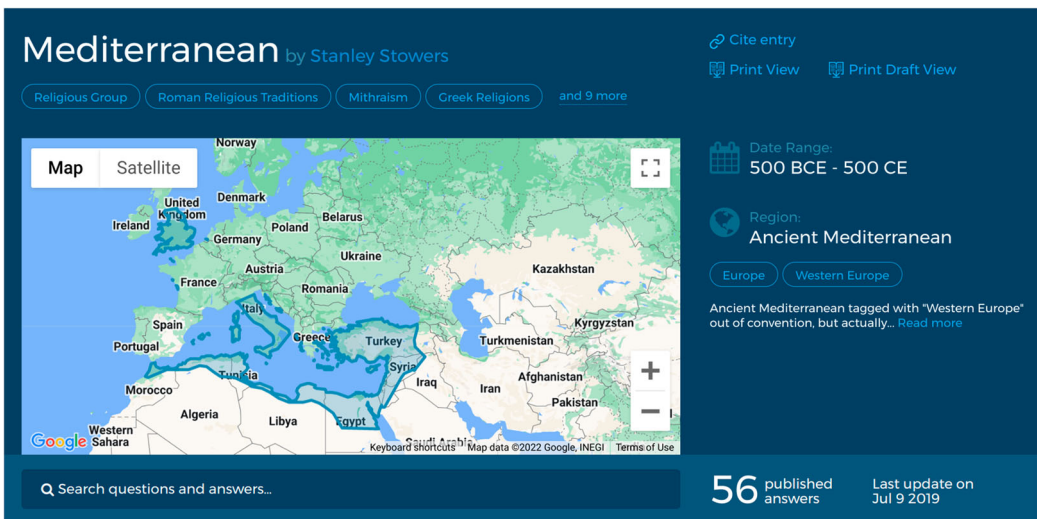 Mediterranean by Stanley Stowers
Religious Group
Roman Religious Traditions
Mithraism
Greek Religions
and 9 more
Cite entry
Print View
Print Draft View
Map
Satellite
Norway
United
Kingdom
Ireland
Denmark
Belarus
Poland
Germany
Ukraine
Austria
Kazakhstan
France
Romania
Italy
Spain
Greece
Turkey
Kyrgyzstan
Portugal
Turkmenistan
Syria
Tunisia
Iraq
Iran
Afghanistan
Morocco
Pakistan
Algeria
Libya
Egypt
Western
Sahara
Saudi Arabia
Google
Keyboard shortcuts
Map data ©2022 Google, INEGI
Terms of Use
Date Range:
500 BCE - 500 CE
Region:
Ancient Mediterranean
Europe
Western Europe
Ancient Mediterranean tagged with "Western Europe"
out of convention, but actually... Read more
Search questions and answers...
56 published
answers
Last update on
Jul 9 2019